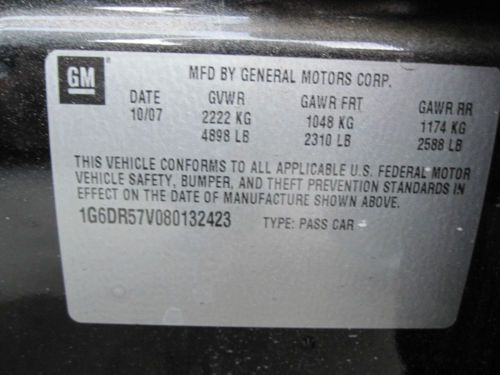 GM
MFD BY GENERAL MOTORS CORP.
DATE GVWR GAWR FRT GAWR RR
10/07 2222 KG 1048 KG 1174 KG
4898 LB 2310 LB 2588 LB
THIS VEHICLE CONFORMS TO ALL APPLICABLE U.S. FEDERAL MOTOR
VEHICLE SAFETY, BUMPER, AND THEFT PREVENTION STANDARDS IN
EFFECT ON THE DATE OF MANUFACTURE SHOWN ABOVE.
1G6DR57V080132423 TYPE: PASS CAR